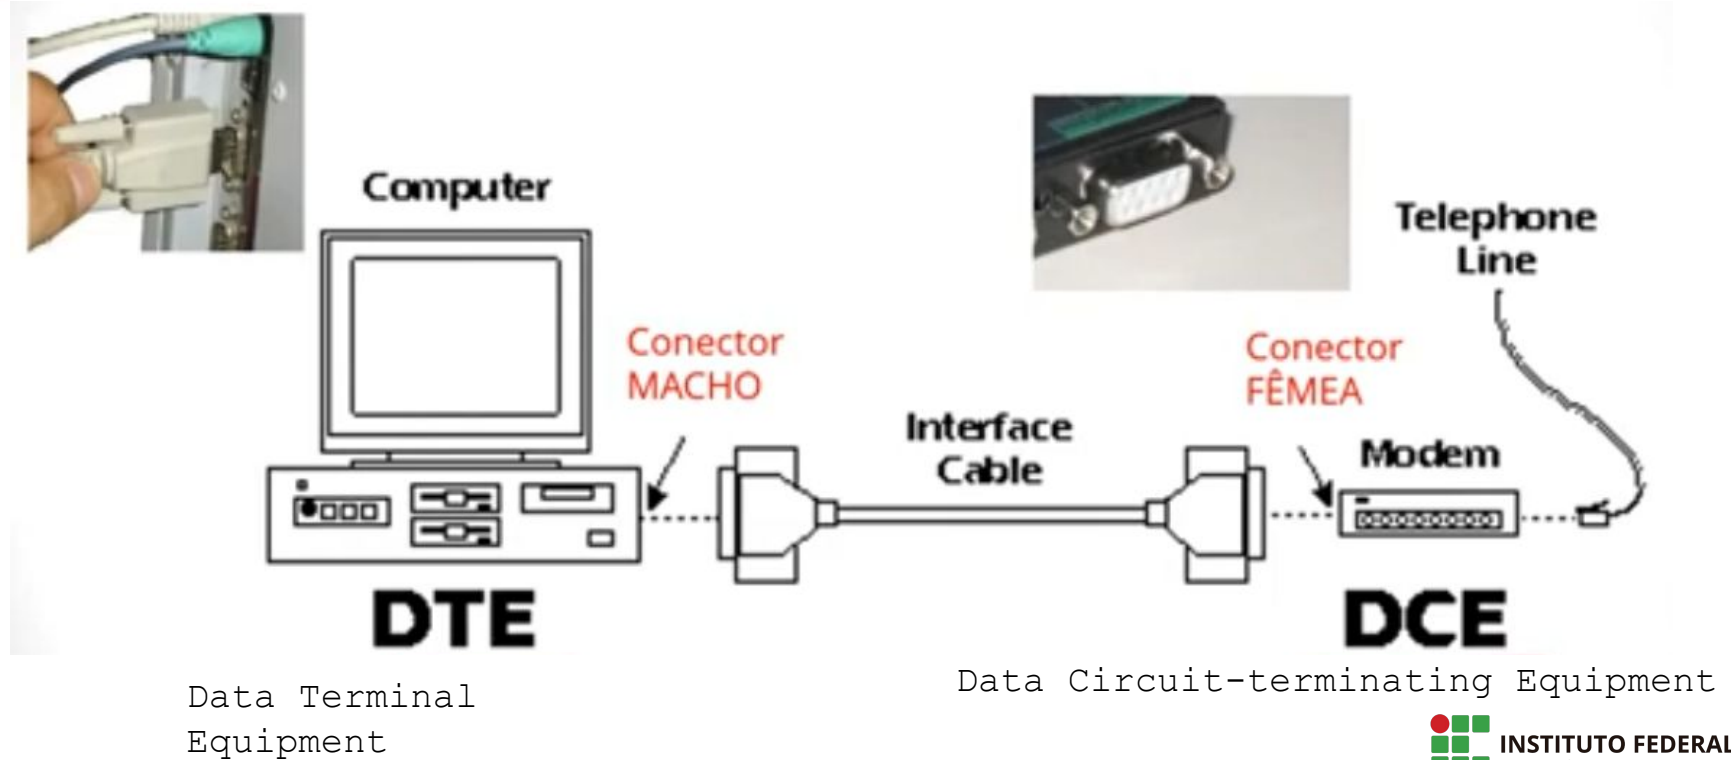 Computer
Telephone
Line
Conector
MACHO
Conector
FÊMEA
Interface
Cable
Modem
DTE
DCE
Data Terminal
Equipment
Data Circuit-terminating Equipment
INSTITUTO FEDERAL